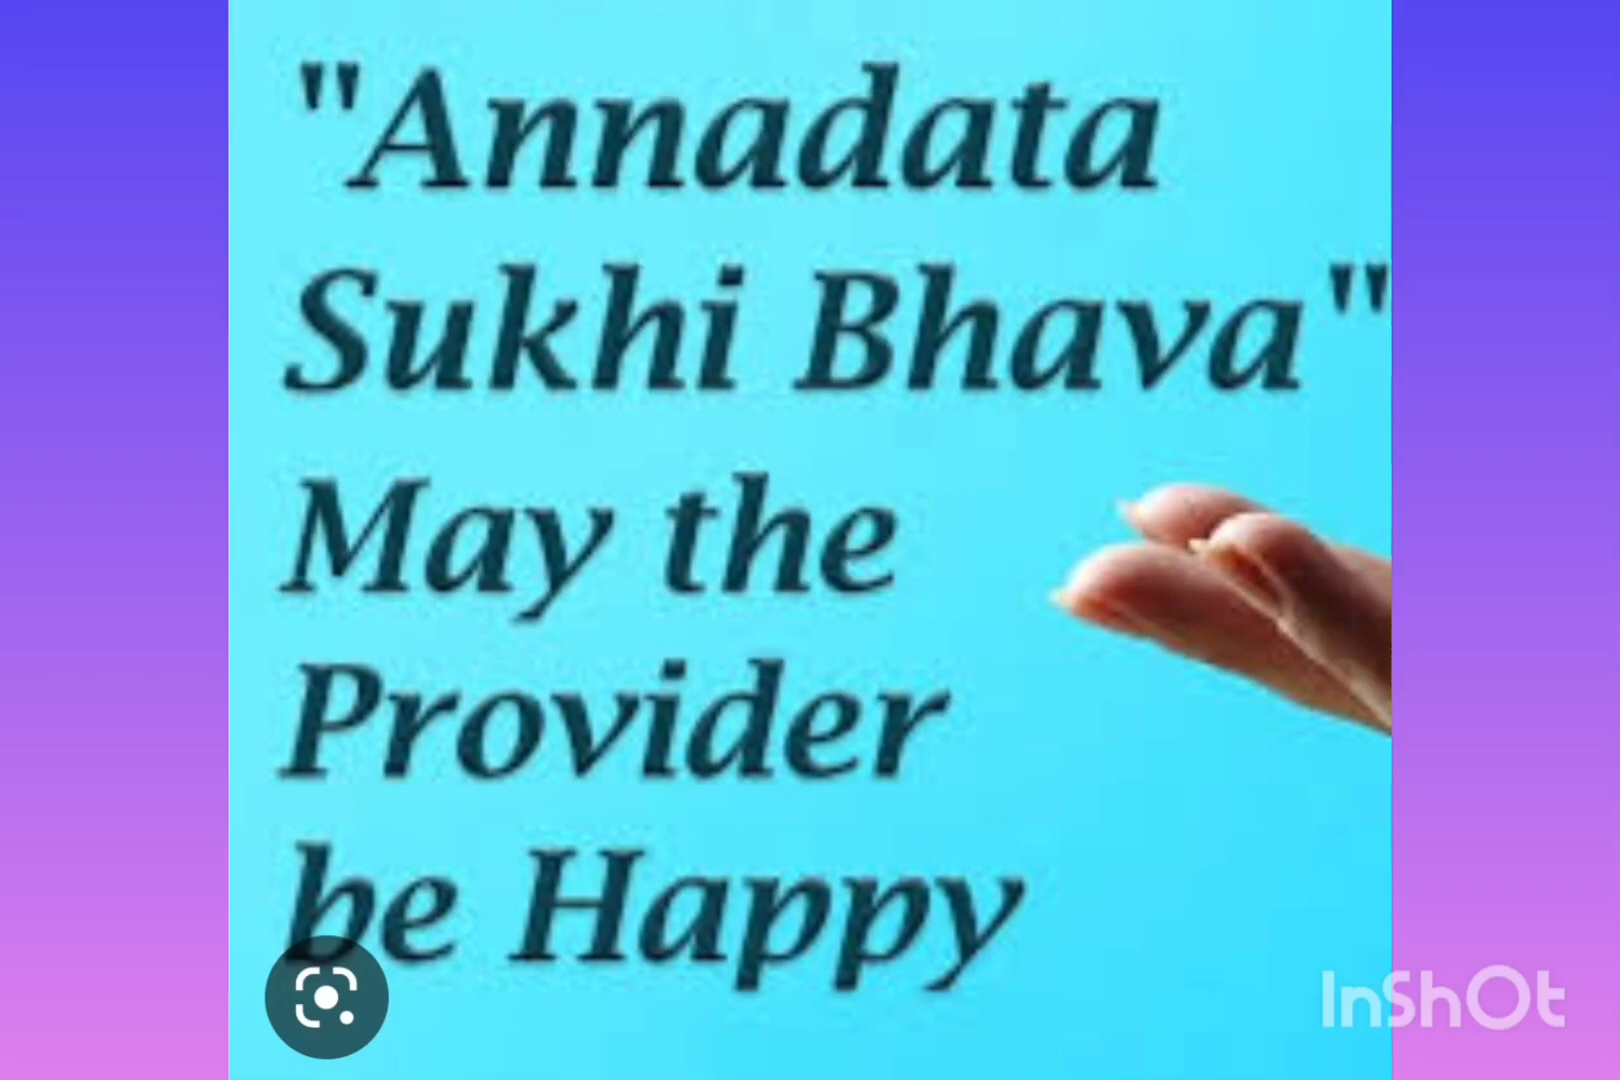 "Annadata
Sukhi Bhava"
May the
Provider
be Happy
InShOt